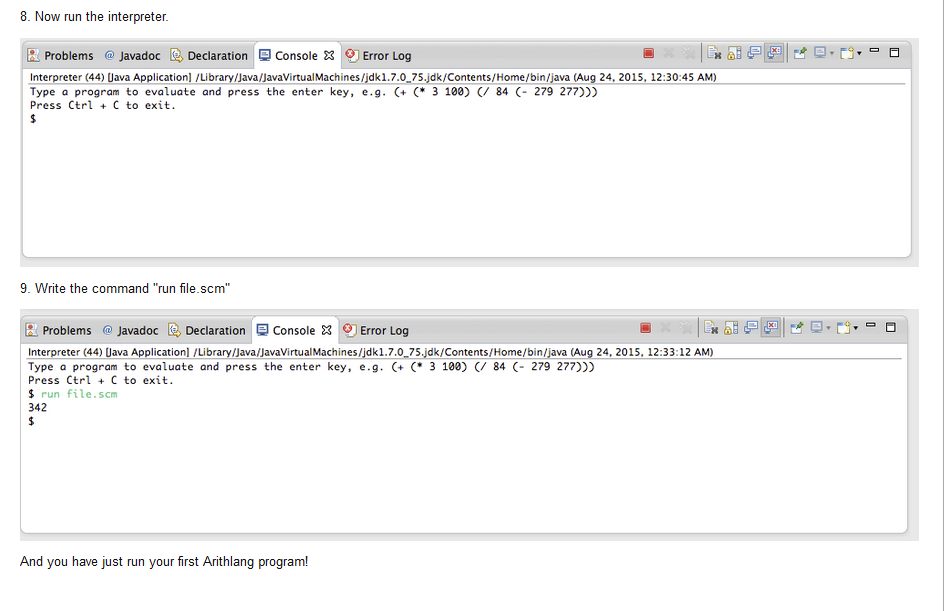 8. Now run the interpreter.
Problems @ Javadoc Declaration Console Error Log
Interpreter (44) [Java Application] /Library/Java/JavaVirtualMachines/jdk1.7.0_75.jdk/Contents/Home/bin/java (Aug 24, 2015, 12:30:45 AM)
Type a program to evaluate and press the enter key, e.g. (+ (* 3 100) (/ 84 (- 279 277)))
Press Ctrl + C to exit.
$
9. Write the command "run file.scm"
Problems @ Javadoc Declaration Console Error Log
Interpreter (44) [Java Application] /Library/Java/JavaVirtualMachines/jdk1.7.0_75.jdk/Contents/Home/bin/java (Aug 24, 2015, 12:33:12 AM)
Type a program to evaluate and press the enter key, e.g. (+ (* 3 100) (/ 84 (- 279 277)))
Press Ctrl + C to exit.
$ run file.scm
342
$
And you have just run your first Arithlang program!